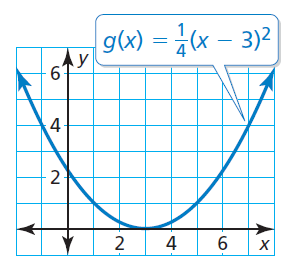 g(x) = 1/4(x − 3)²
y
6
4
2
2 4 6 x